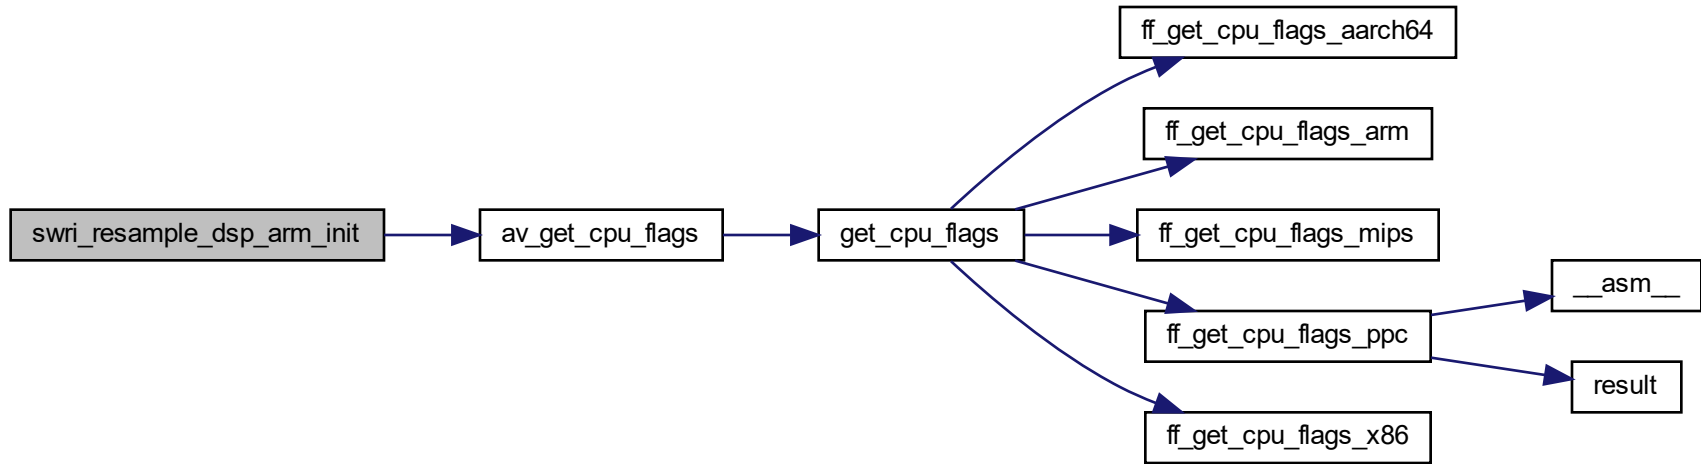 ff_get_cpu_flags_aarch64
ff_get_cpu_flags_arm
swri_resample_dsp_arm_init
av_get_cpu_flags
get_cpu_flags
ff_get_cpu_flags_mips
__asm__
ff_get_cpu_flags_ppc
result
ff_get_cpu_flags_x86